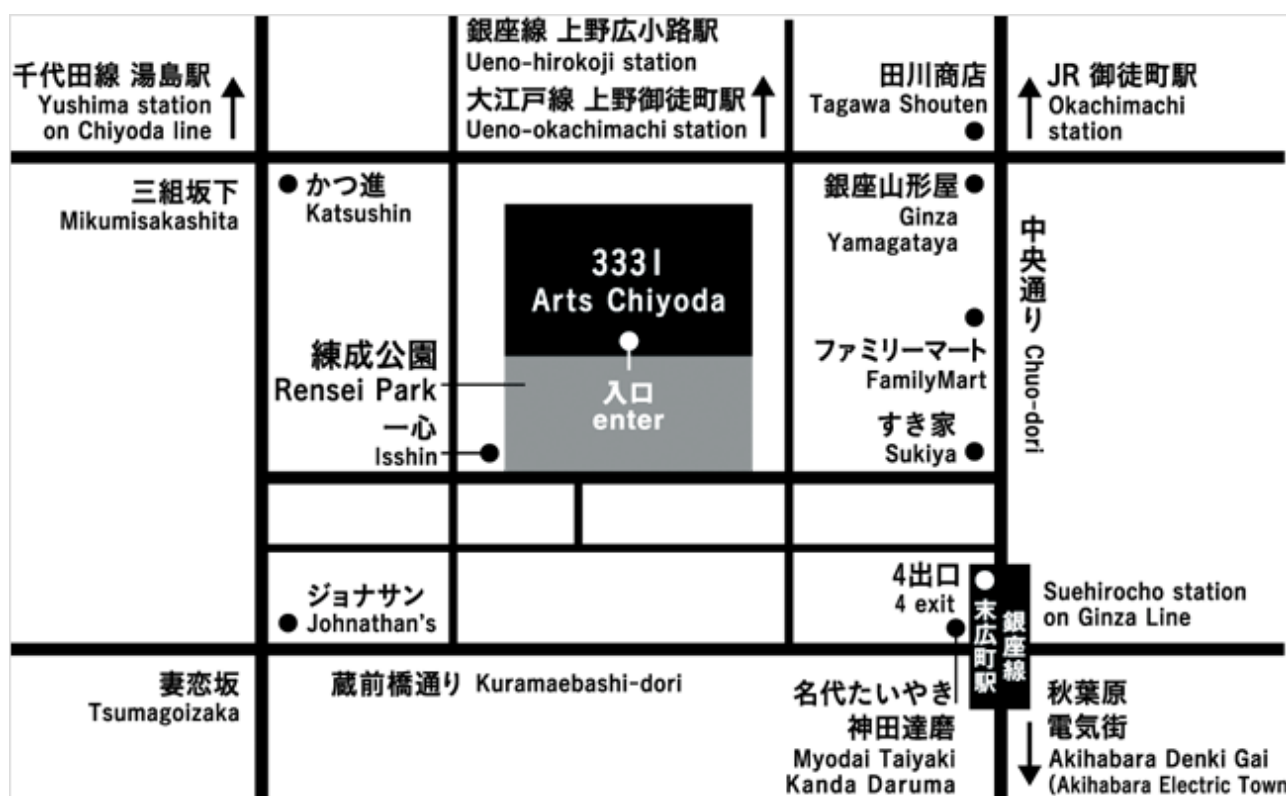 千代田線 湯島駅
Yushima station
on Chiyoda line
銀座線 上野広小路駅
Ueno-hirokoji station
大江戸線 上野御徒町駅
Ueno-okachimachi station
田川商店
Tagawa Shouten
JR 御徒町駅
Okachimachi
station
三組坂下
Mikumisakashita
かつ進
Katsushin
3331
Arts Chiyoda
銀座山形屋
Ginza
Yamagataya
中央通り Chuo-dori
練成公園
Rensei Park
入口
enter
ファミリーマート
FamilyMart
一心
Isshin
すき家
Sukiya
ジョナサン
Johnathan's
4出口
4 exit
末広町駅
銀座線
Suehirocho station
on Ginza Line
妻恋坂
Tsumagoizaka
蔵前橋通り Kuramaebashi-dori
名代たいやき
神田達磨
Myodai Taiyaki
Kanda Daruma
秋葉原
電気街
Akihabara Denki Gai
(Akihabara Electric Town